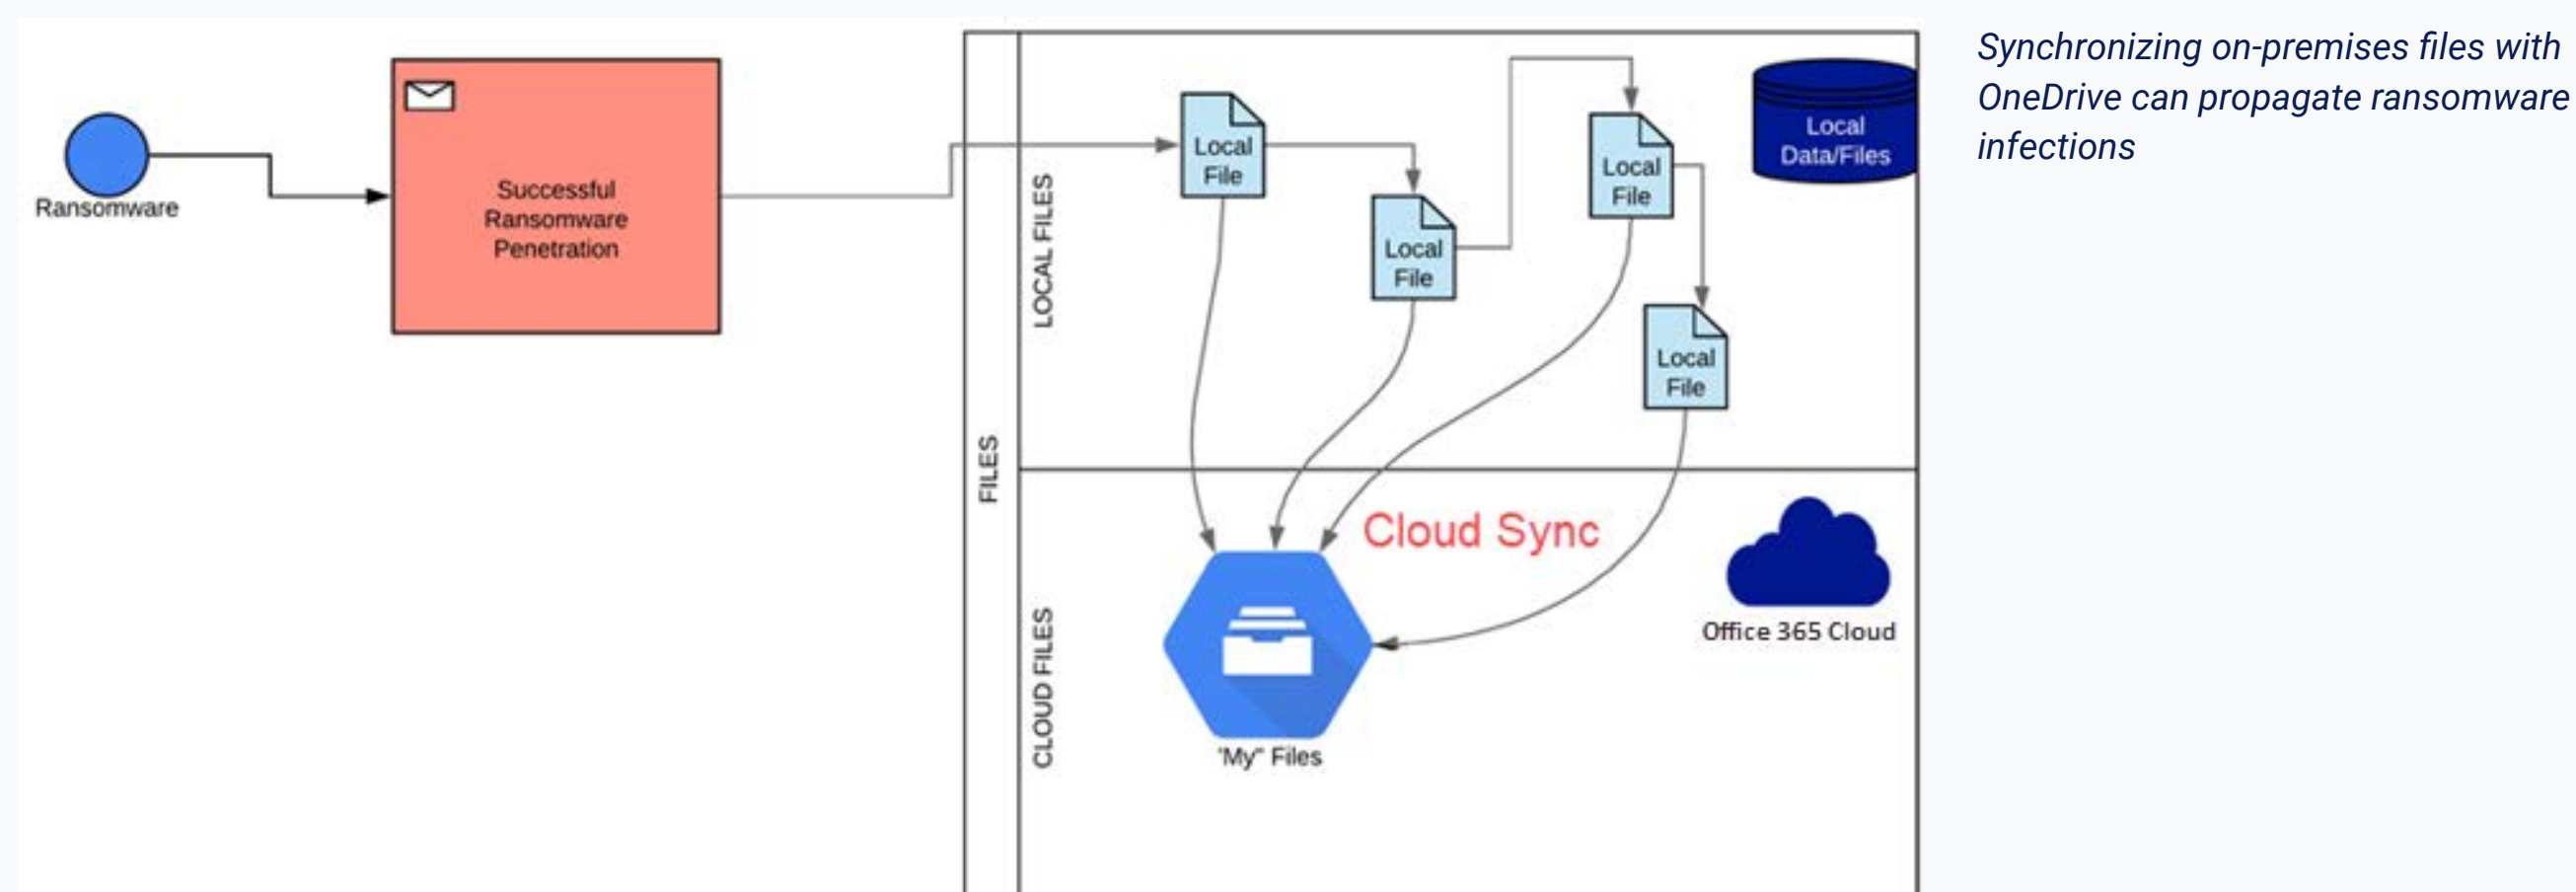 Ransomware
Successful
Ransomware
Penetration
FILES
LOCAL FILES
Local
File
Local
File
Local
File
Local
File
Local
Data/Files
CLOUD FILES
Cloud Sync
'My" Files
Office 365 Cloud
Synchronizing on-premises files with
OneDrive can propagate ransomware
infections